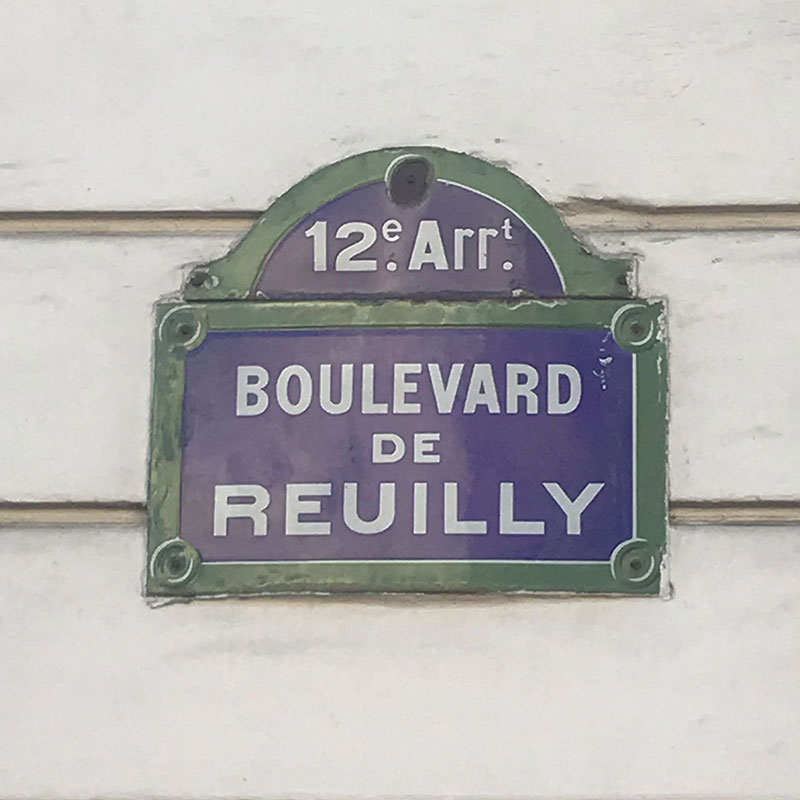 12e. Arrt.
BOULEVARD
DE
REUILLY